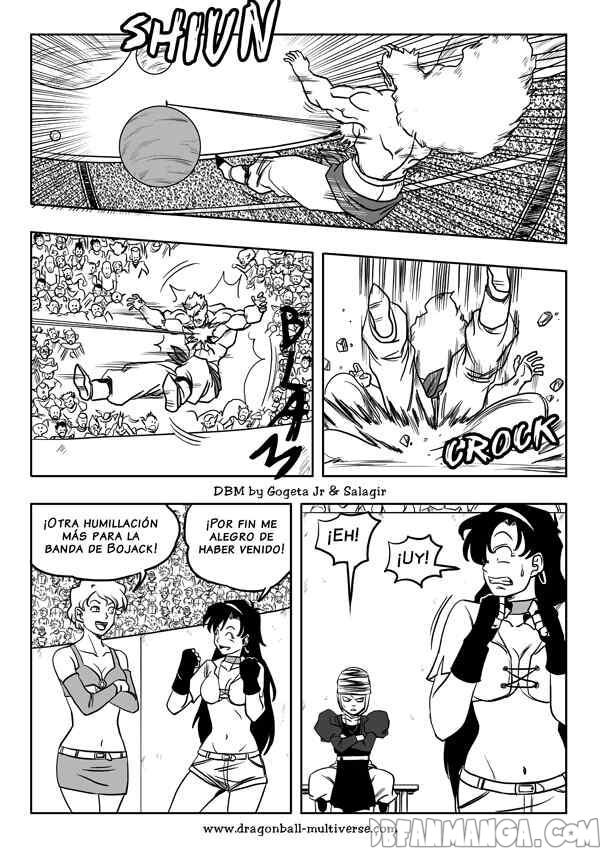 SHIUN
BLAM
CROCK
DBM by Gogeta Jr & Salagir
¡OTRA HUMILLACIÓN
MÁS PARA LA
BANDA DE BOJACK!
¡POR FIN ME
ALEGRO DE
HABER VENIDO!
¡EH!
¡UY!
www.dragonball-multiverse.com
DBFANMANGA.COM